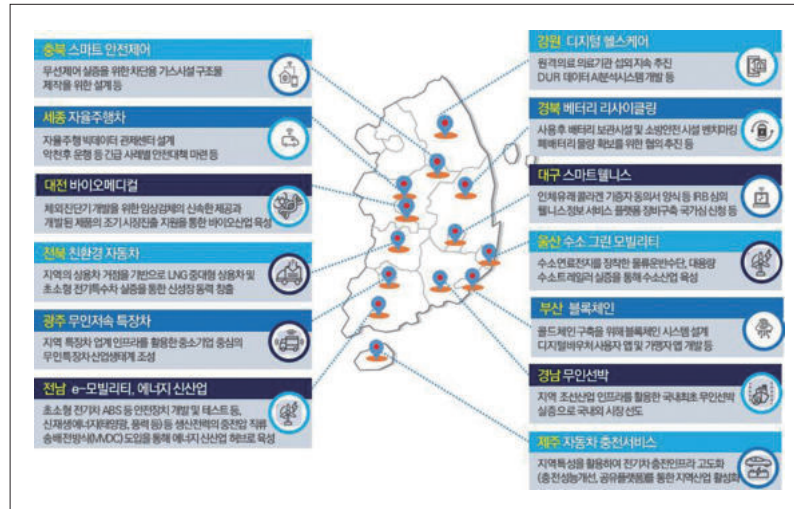 충북 스마트 안전제어
무선제어 실증을 위한 차단용 가스시설 구조물
제작을 위한 설계 등
세종 자율주행차
자율주행 빅데이터 관제센터 설계
악천후 운행 등 긴급 사례별 안전대책 마련 등
대전 바이오메디컬
체외진단기 개발을 위한 임상검체의 신속한 제공과
개발된 제품의 조기 시장진출 지원을 통한 바이오산업 육성
전북 친환경 자동차
지역의 상용차 거점을 기반으로 LNG 중대형 상용차 및
초소형 전기특수차 실증을 통한 신성장 동력 창출
광주 무인저속 특장차
지역 특장차 업계 인프라를 활용한 중소기업 중심의
무인특장차 산업생태계 조성
전남 e-모빌리티, 에너지 신산업
초소형 전기차 ABS 등 안전장치 개발 및 테스트 등,
신재생에너지(태양광, 풍력 등) 등 생산전력의 중전압 직류
송배전방식(MVDC) 도입을 통해 에너지 신산업 허브로 육성
강원 디지털 헬스케어
원격의료 의료기관 섭외 지속 추진
DUR 데이터 AI분석시스템 개발 등
경북 배터리 리사이클링
사용후 배터리 보관시설 및 소방안전 시설 벤치마킹
폐배터리 물량 확보를 위한 협의 추진 등
대구 스마트웰니스
인체유래 콜라겐 기증자 동의서 양식 등 IRB 심의
웰니스 정보 서비스 플랫폼 장비구축 국가심 신청 등
울산 수소 그린 모빌리티
수소연료전지를 장착한 물류운반수단, 대용량
수소트레일러 실증을 통해 수소산업 육성
부산 블록체인
콜드체인 구축을 위해 블록체인 시스템 설계
디지털바우처 사용자 앱 및 가맹자 앱 개발 등
경남 무인선박
지역 조선산업 인프라를 활용한 국내최초 무인선박
실증으로 국내외 시장 선도
제주 자동차 충전서비스
지역특성을 활용하여 전기차 충전인프라 고도화
(충전성능개선, 공유플랫폼)를 통한 지역산업 활성화